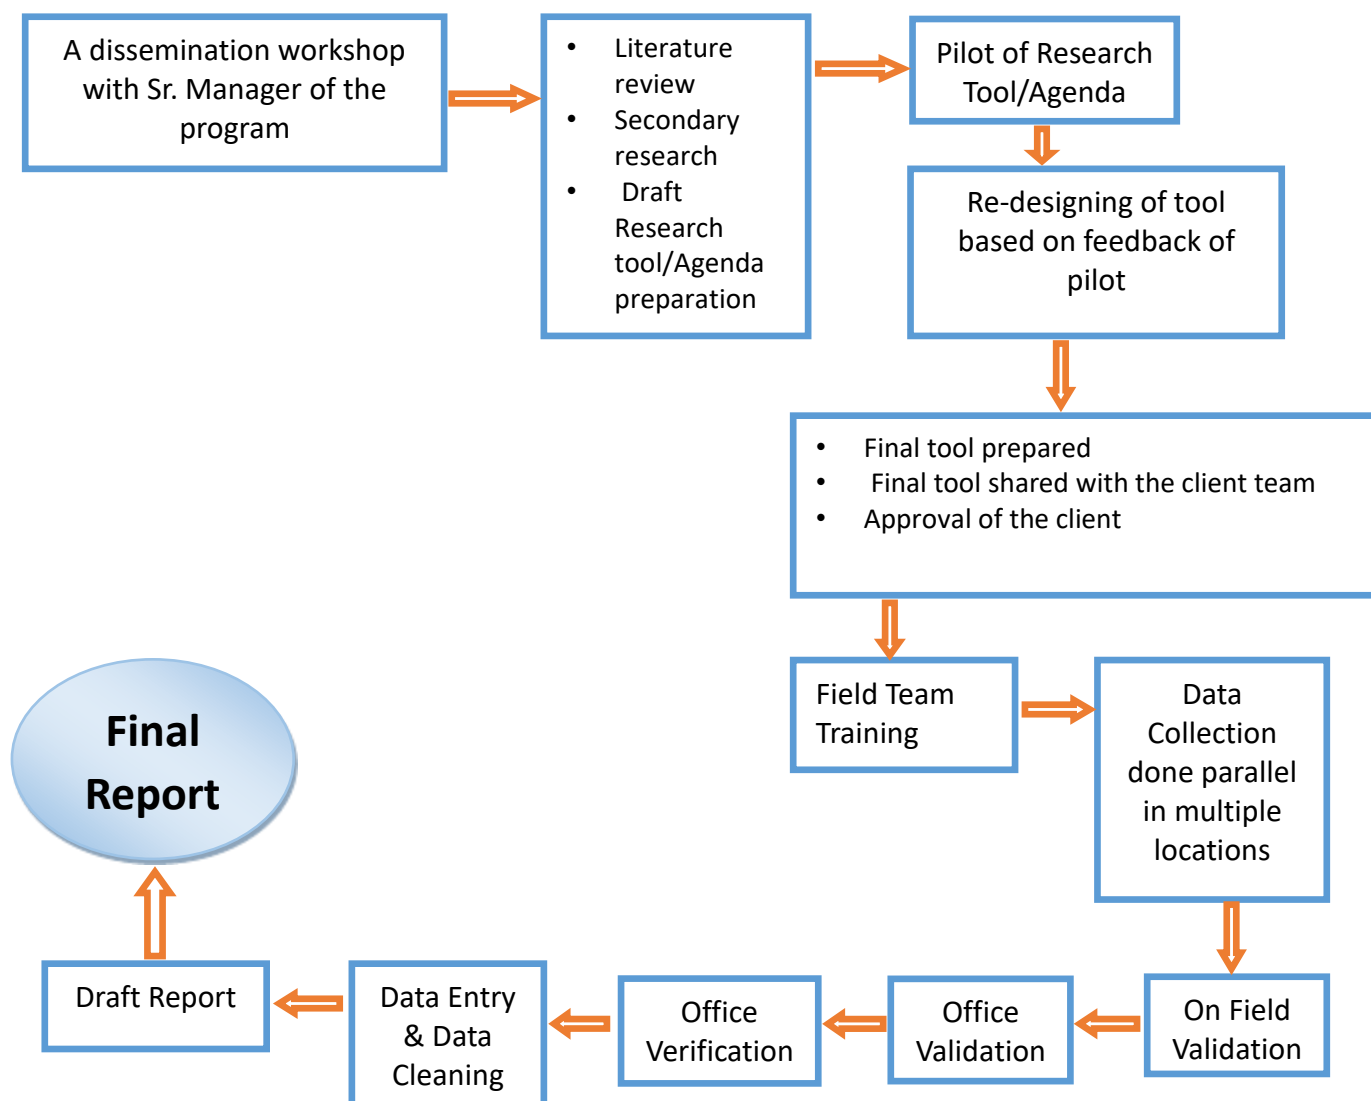 A dissemination workshop
with Sr. Manager of the
program
• Literature
review
• Secondary
research
• Draft
Research
tool/Agenda
preparation
Pilot of Research
Tool/Agenda
Re-designing of tool
based on feedback of
pilot
• Final tool prepared
• Final tool shared with the client team
• Approval of the client
Field Team
Training
Data
Collection
done parallel
in multiple
locations
On Field
Validation
Office
Validation
Office
Verification
Data Entry
& Data
Cleaning
Draft Report
Final
Report